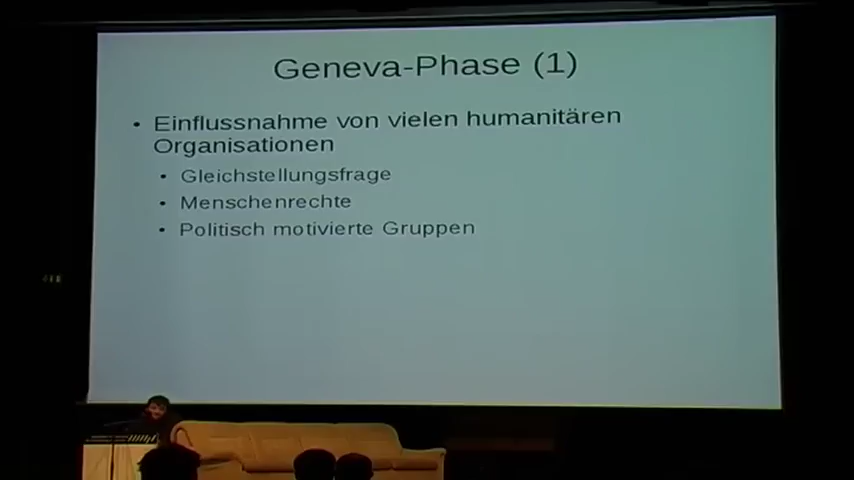 Geneva-Phase (1)
• Einflussnahme von vielen humanitären
Organisationen
• Gleichstellungsfrage
• Menschenrechte
• Politisch motivierte Gruppen